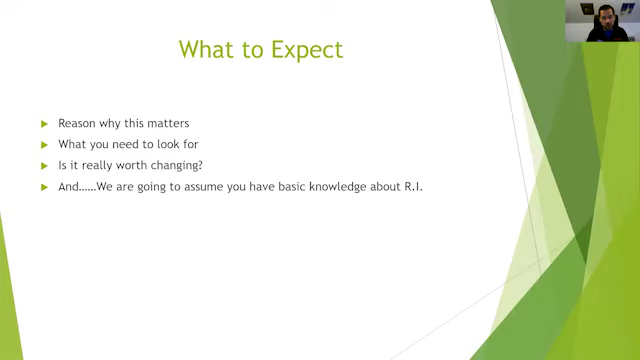 What to Expect
Reason why this matters
What you need to look for
Is it really worth changing?
And……We are going to assume you have basic knowledge about R.I.